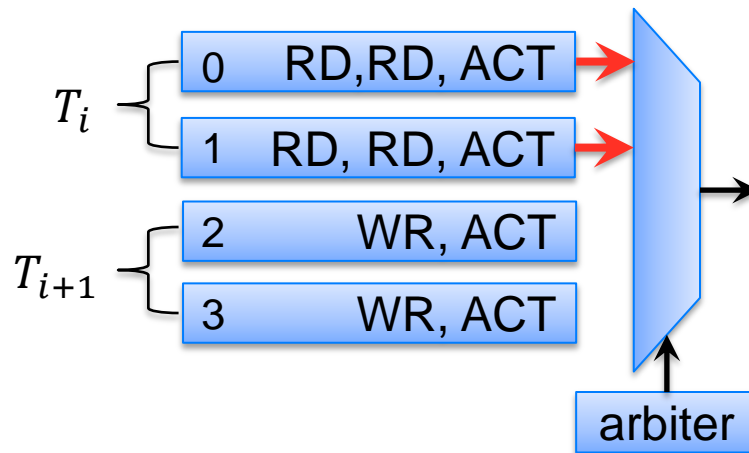 0 RD,RD, ACT
T_i
1 RD, RD, ACT
2 WR, ACT
T_{i+1}
3 WR, ACT
arbiter